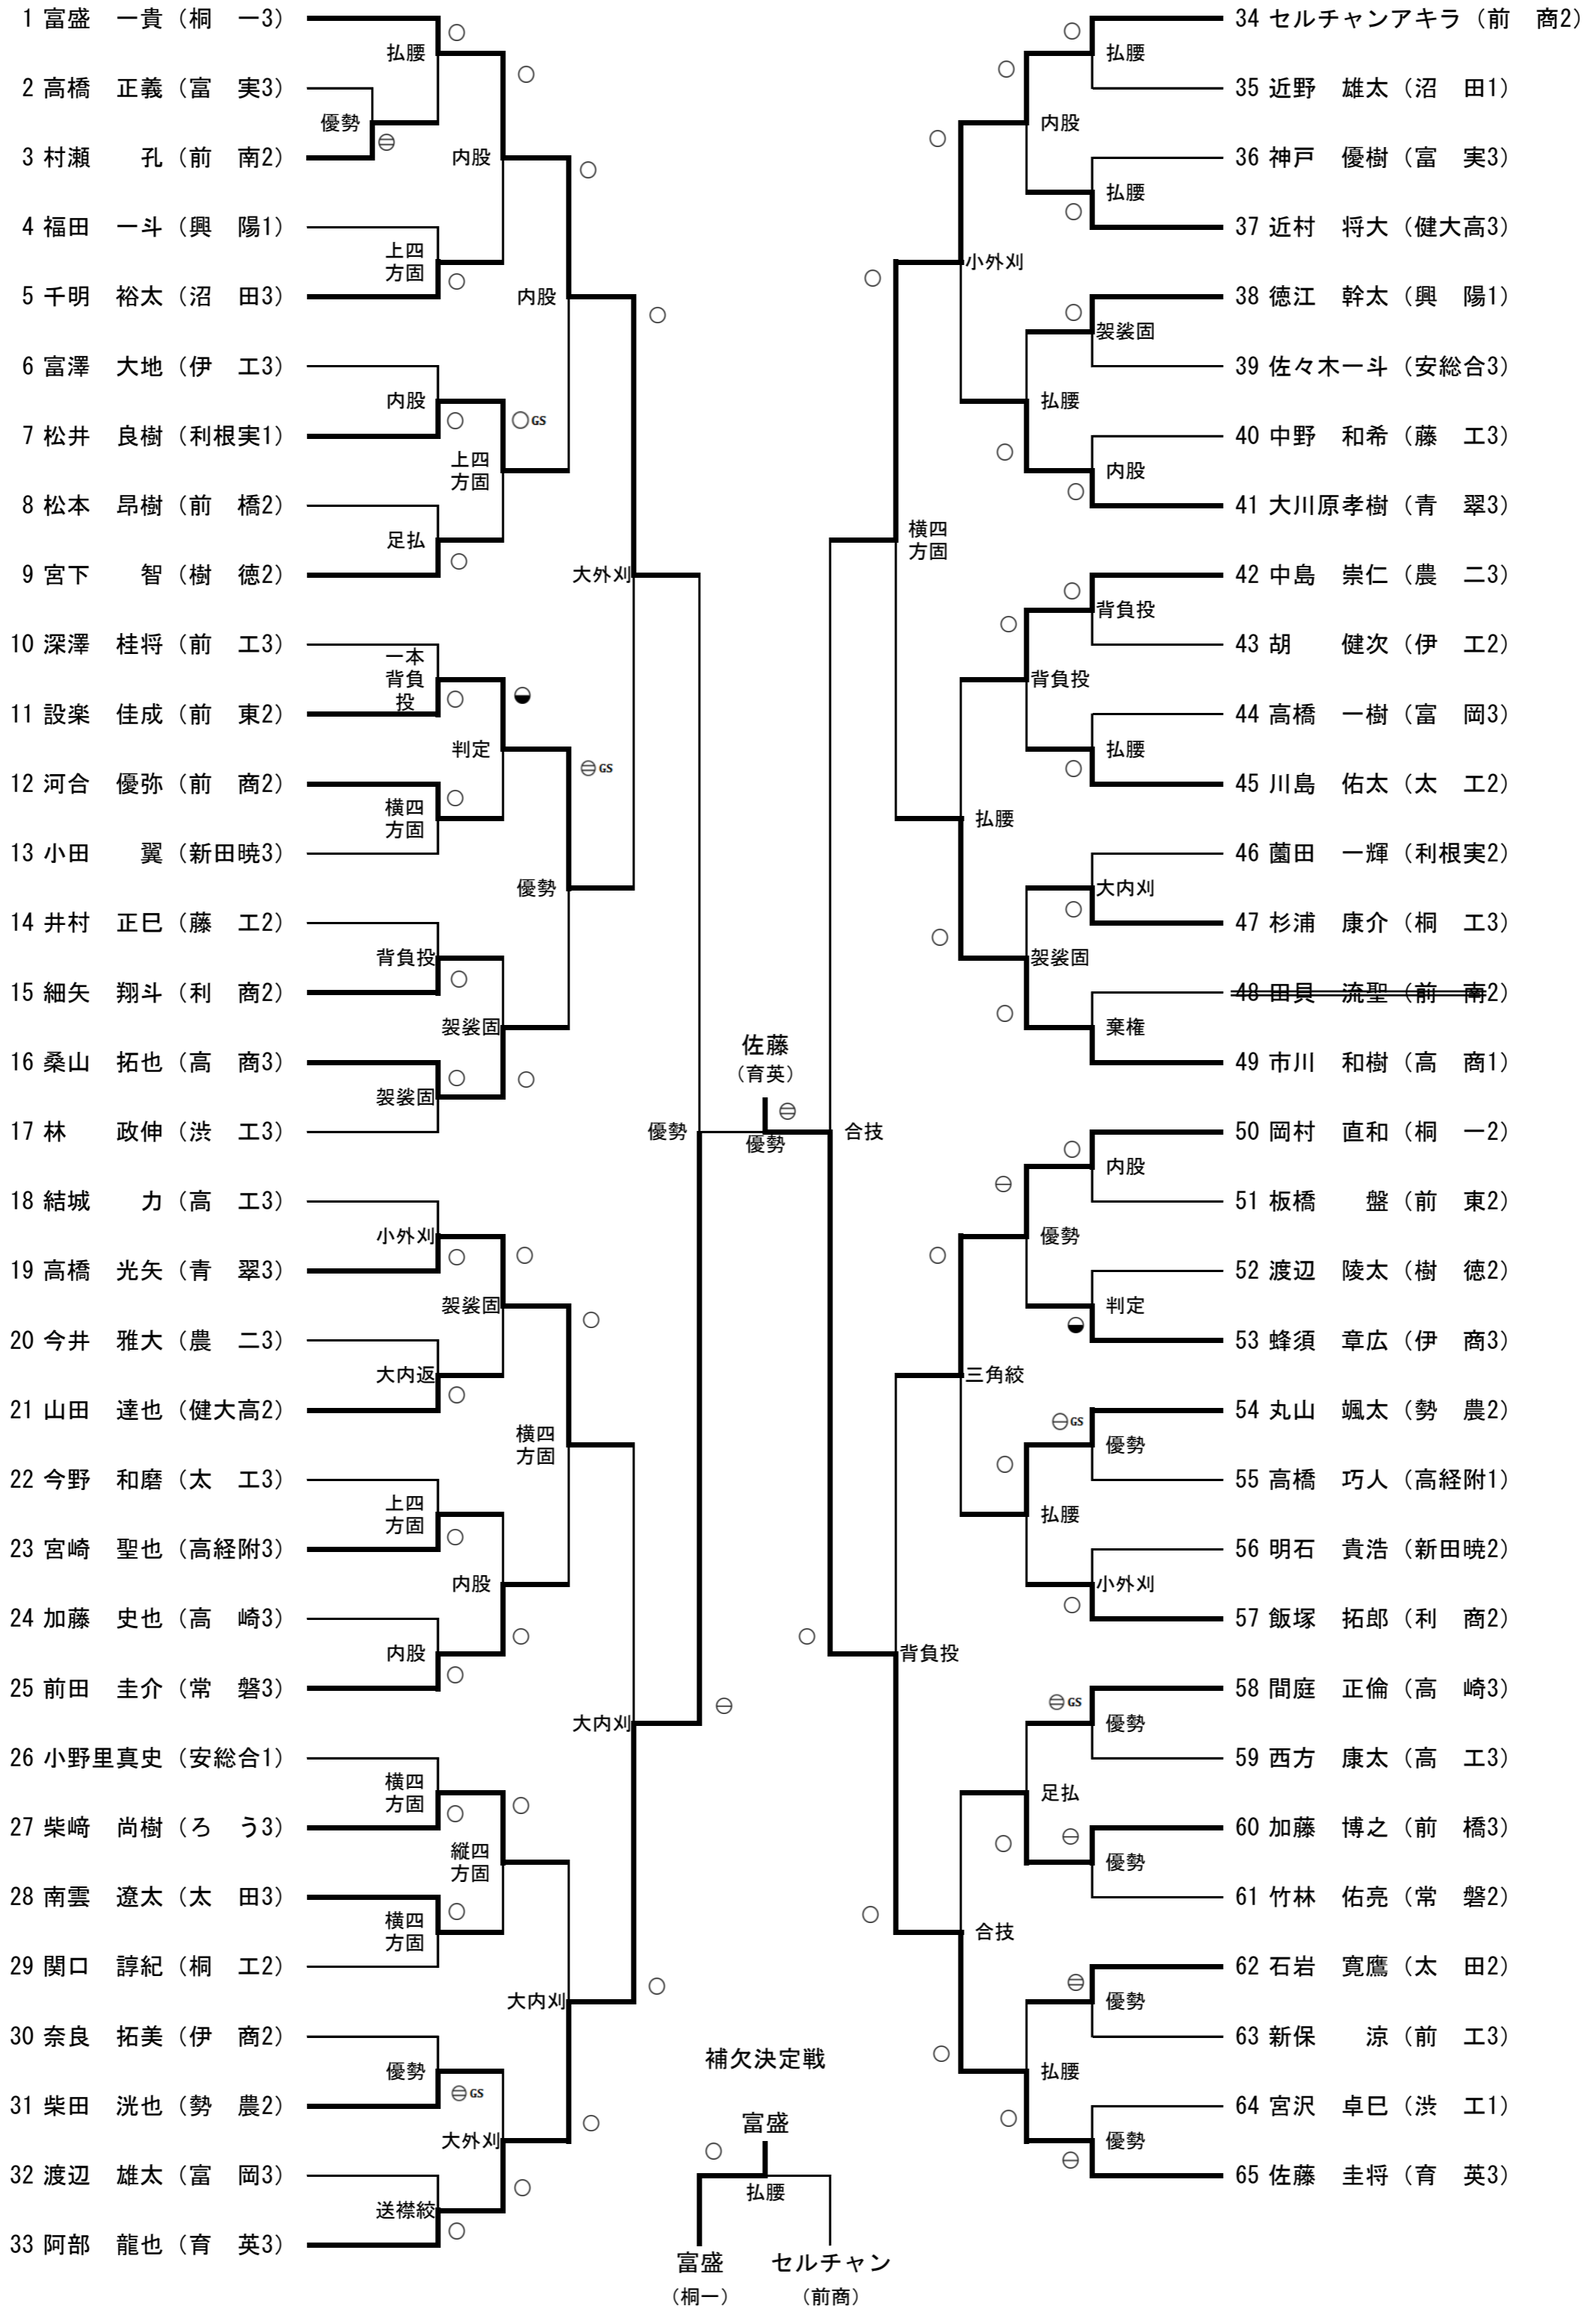 1 富盛　一貴（桐　一3）
2 高橋　正義（富　実3）
3 村瀬　　孔（前　南2）
4 福田　一斗（興　陽1）
5 千明　裕太（沼　田3）
6 富澤　大地（伊　工3）
7 松井　良樹（利根実1）
8 松本　昂樹（前　橋2）
9 宮下　　智（樹　徳2）
10 深澤　桂将（前　工3）
11 設楽　佳成（前　東2）
12 河合　優弥（前　商2）
13 小田　　翼（新田暁3）
14 井村　正巳（藤　工2）
15 細矢　翔斗（利　商2）
16 桑山　拓也（高　商3）
17 林　　政伸（渋　工3）
18 結城　　力（高　工3）
19 高橋　光矢（青　翠3）
20 今井　雅大（農　二3）
21 山田　達也（健大高2）
22 今野　和磨（太　工3）
23 宮崎　聖也（高経附3）
24 加藤　史也（高　崎3）
25 前田　圭介（常　磐3）
26 小野里真史（安総合1）
27 柴﨑　尚樹（ろ　う3）
28 南雲　遼太（太　田3）
29 関口　諄紀（桐　工2）
30 奈良　拓美（伊　商2）
31 柴田　洸也（勢　農2）
32 渡辺　雄太（富　岡3）
33 阿部　龍也（育　英3）
払腰
優勢
上四
方固
内股
足払
一本
背負
投
横四
方固
背負投
袈裟固
小外刈
大内返
上四
方固
内股
横四
方固
横四
方固
優勢
GS
送襟絞
内股
上四
方固
GS
判定
袈裟固
袈裟固
内股
縦四
方固
大外刈
内股
優勢
GS
横四
方固
大内刈
大外刈
大内刈
優勢
佐藤
（育英）
優勢
合技
横四
方固
背負投
小外刈
払腰
三角絞
合技
内股
払腰
背負投
袈裟固
優勢
払腰
足払
払腰
払腰
払腰
袈裟固
内股
背負投
払腰
大内刈
棄権
内股
判定
GS
優勢
小外刈
GS
優勢
優勢
優勢
優勢
34 セルチャンアキラ（前　商2）
35 近野　雄太（沼　田1）
36 神戸　優樹（富　実3）
37 近村　将大（健大高3）
38 徳江　幹太（興　陽1）
39 佐々木一斗（安総合3）
40 中野　和希（藤　工3）
41 大川原孝樹（青　翠3）
42 中島　崇仁（農　二3）
43 胡　　健次（伊　工2）
44 高橋　一樹（富　岡3）
45 川島　佑太（太　工2）
46 薗田　一輝（利根実2）
47 杉浦　康介（桐　工3）
48 田貝　流聖（前　南2）
49 市川　和樹（高　商1）
50 岡村　直和（桐　一2）
51 板橋　　盤（前　東2）
52 渡辺　陵太（樹　徳2）
53 蜂須　章広（伊　商3）
54 丸山　颯太（勢　農2）
55 高橋　巧人（高経附1）
56 明石　貴浩（新田暁2）
57 飯塚　拓郎（利　商2）
58 間庭　正倫（高　崎3）
59 西方　康太（高　工3）
60 加藤　博之（前　橋3）
61 竹林　佑亮（常　磐2）
62 石岩　寛鷹（太　田2）
63 新保　　涼（前　工3）
64 宮沢　卓巳（渋　工1）
65 佐藤　圭将（育　英3）
補欠決定戦
富盛
払腰
富盛　セルチャン
（桐一）　（前商）